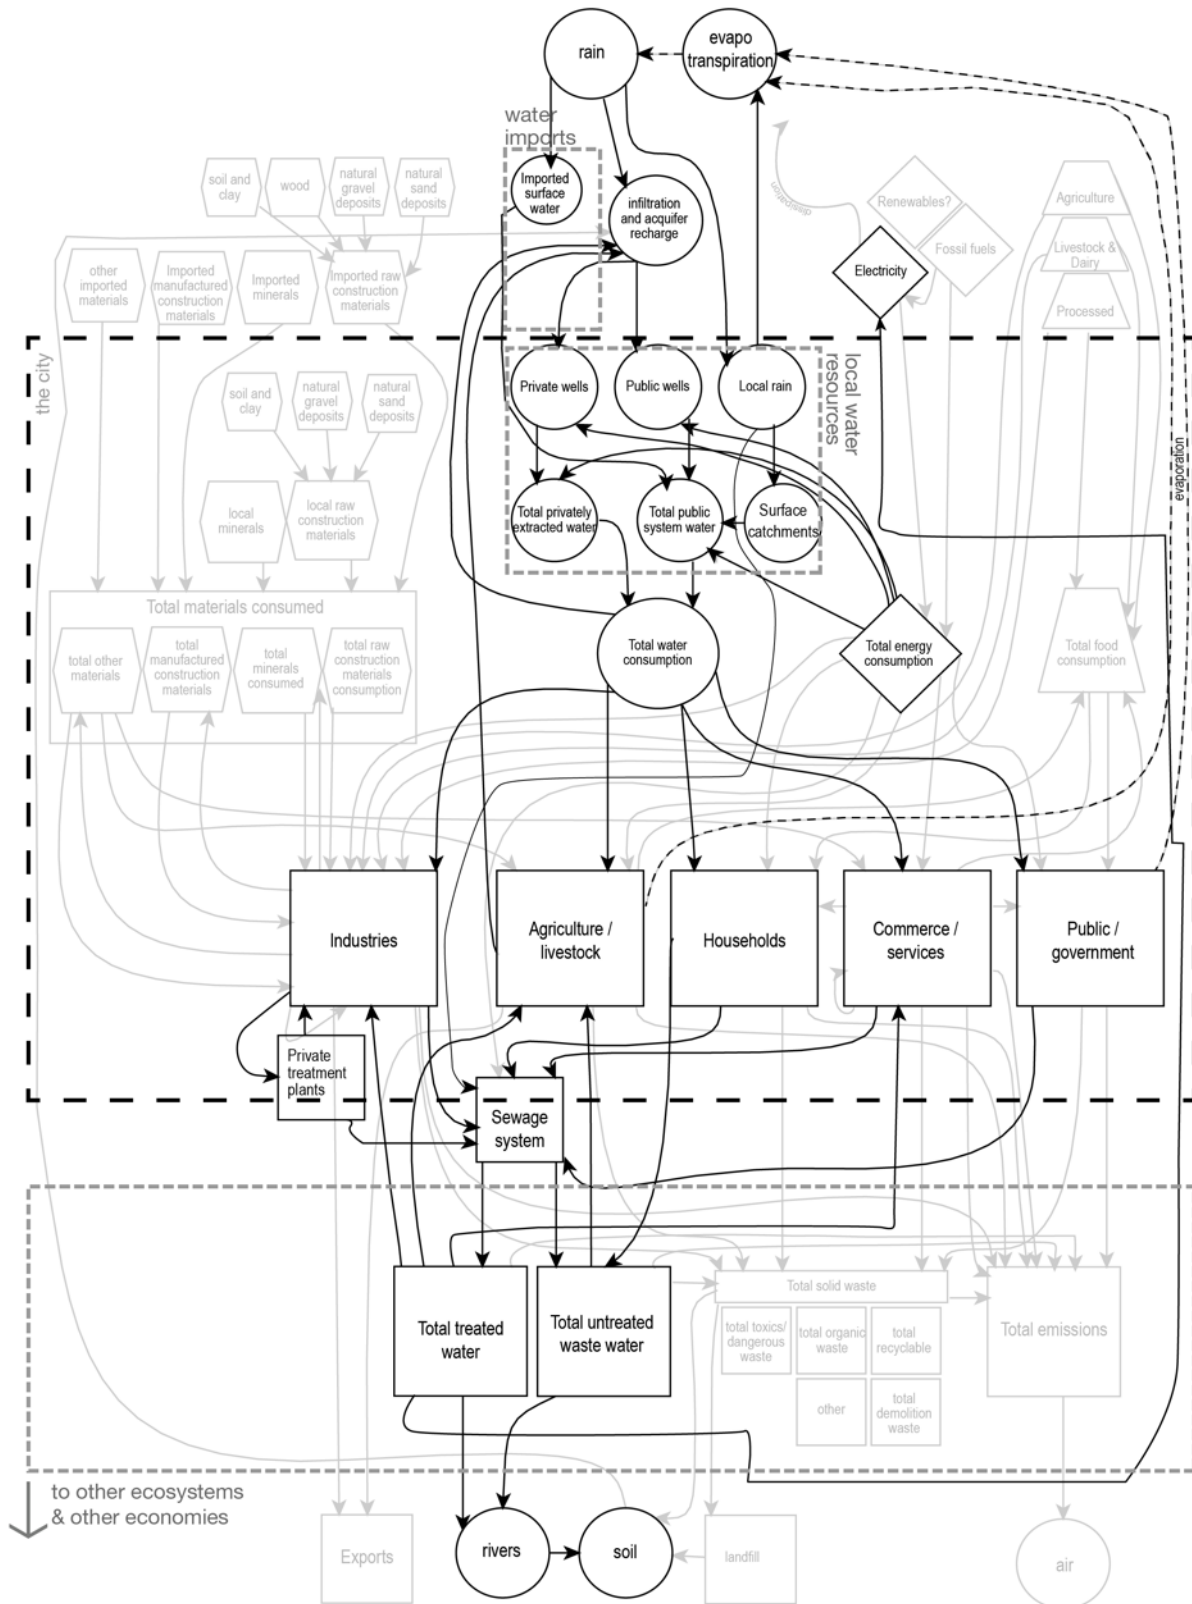 rain
evapo
transpiration
water
imports
soil and
clay
wood
natural
gravel
deposits
natural
sand
deposits
Imported
surface
water
infiltration
and acquifer
recharge
dissipation
Renewables?
Fossil fuels
Electricity
Agriculture
Livestock &
Dairy
Processed
other
imported
materials
Imported
manufactured
construction
materials
Imported
minerals
Imported raw
construction
materials
the city
soil and
clay
natural
gravel
deposits
natural
sand
deposits
Private wells
Public wells
Local rain
local water
resources
evaporation
local
minerals
local raw
construction
materials
Total privately
extracted water
Total public
system water
Surface
catchments
Total materials consumed
total other
materials
total
manufactured
construction
materials
total
minerals
consumed
total raw
construction
materials
consumption
Total water
consumption
Total energy
consumption
Total food
consumption
Industries
Agriculture /
livestock
Households
Commerce /
services
Public /
government
Private
treatment
plants
Sewage
system
Total treated
water
Total untreated
waste water
Total solid waste
total toxics/
dangerous
waste
total organic
waste
total
recyclable
other
total
demolition
waste
Total emissions
to other ecosystems
& other economies
Exports
rivers
soil
landfill
air